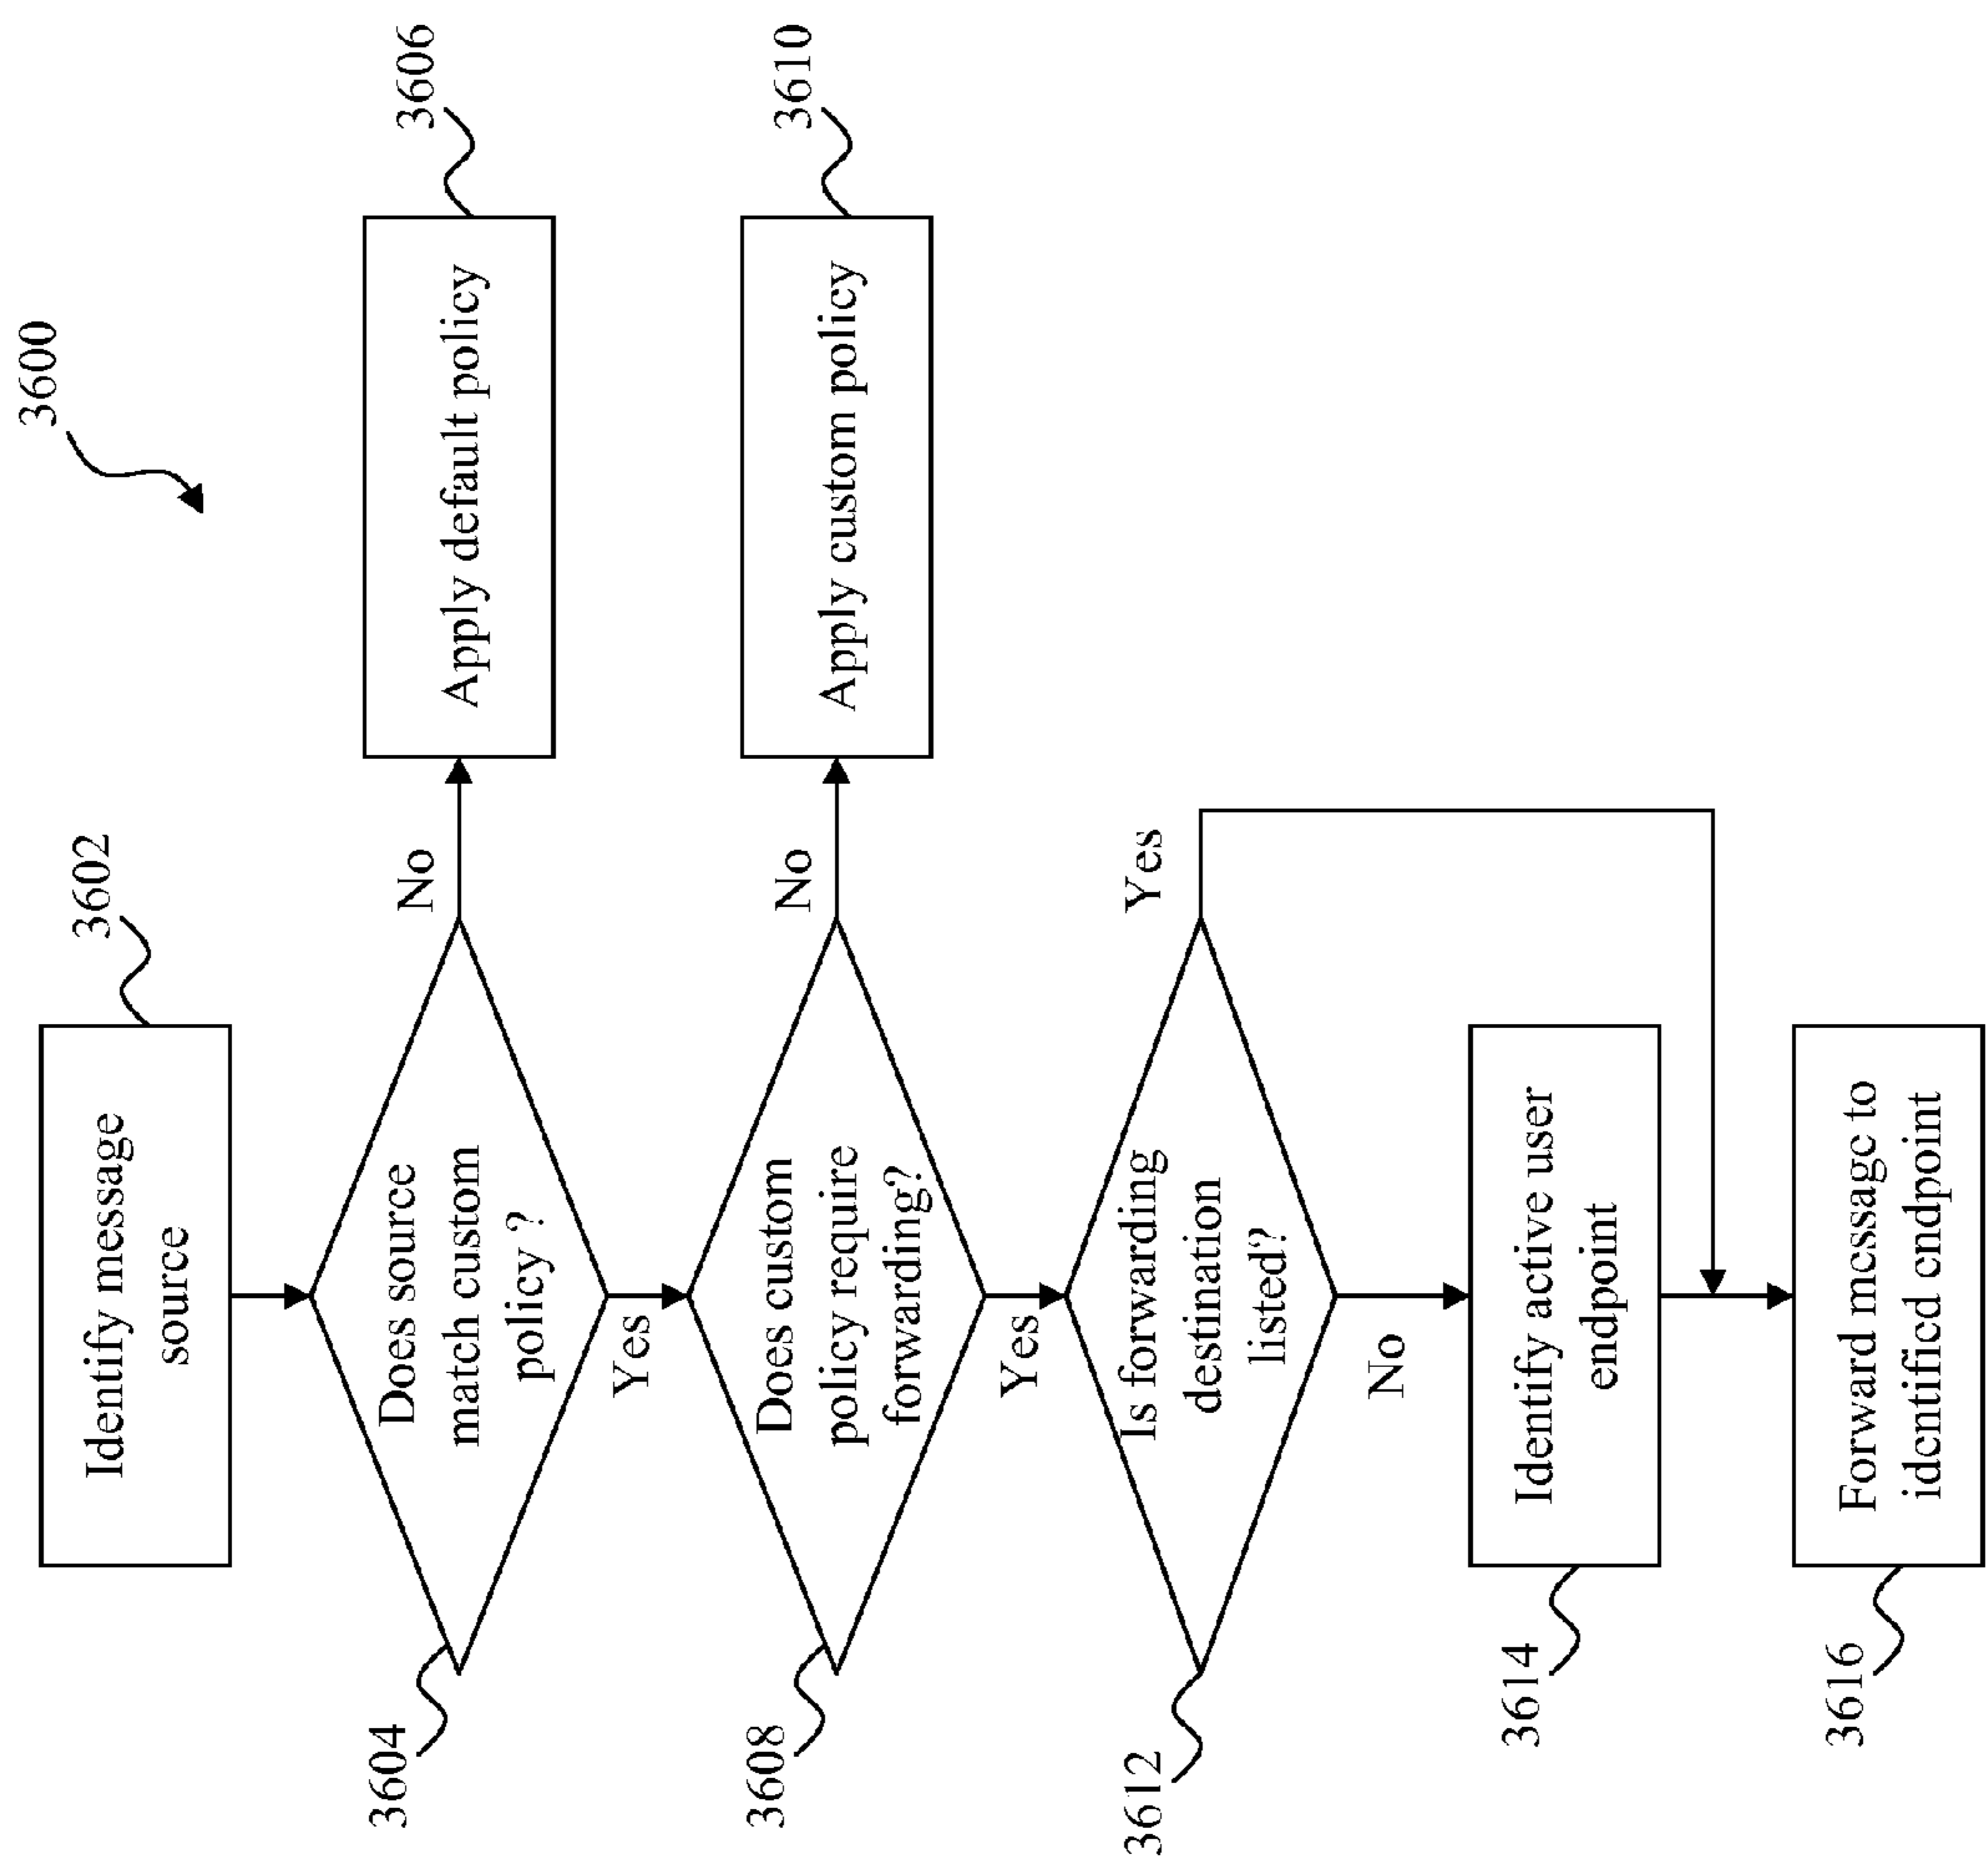 3600
3602
Identify message
source
3604
Does source
match custom
policy?
No
3606
Apply default policy
Yes
3608
Does custom
policy require
forwarding?
No
3610
Apply custom policy
Yes
3612
Is forwarding
destination
listed?
Yes
No
3614
Identify active user
endpoint
3616
Forward message to
identified endpoint